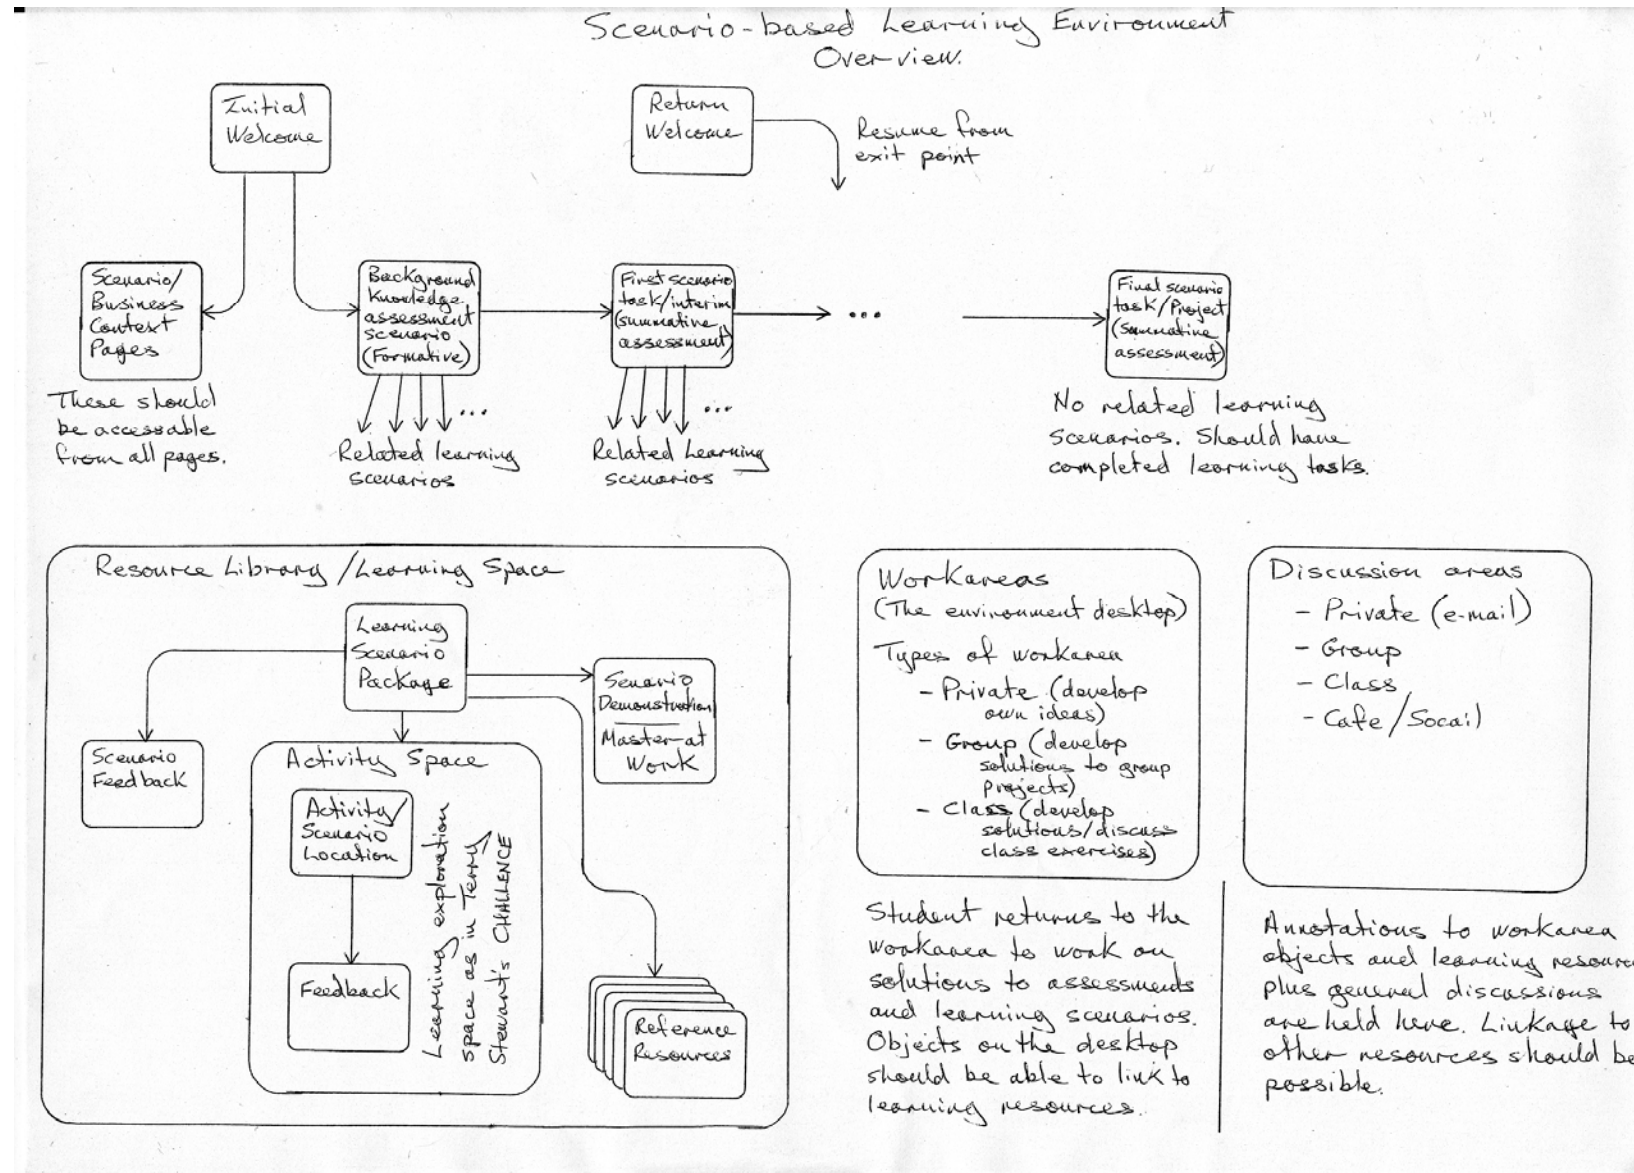 Scenario-based Learning Environment
Overview.
Initial
Welcome
Return
Welcome
Resume from
exit point
Scenario/
Business
Context
Pages
These should
be accessable
from all pages.
Background
Knowledge
assessment
scenario
(Formative)
...
Related learning
scenarios
First scenario
task/interim
(summative
assessment)
...
Related Learning
scenarios
...
Final scenario
task/Project
(summative
assessment)
No related learning
scenarios. Should have
completed learning tasks.
Resource Library/Learning Space
Learning
Scenario
Package
Scenario
Feedback
Senario
Demonstration
Master-at
Work
Activity Space
Activity/
Scenario
Location
Feedback
Learning exploration
space as in Terry
Stewart's CHALLENCE
Reference
Resources
Workareas
(The environment desktop)
Types of workarea
- Private (develop
own ideas)
- Group (develop
solutions to group
projects)
- Class (develop
solutions/discuss
class exercises)
Student returns to the
workarea to work on
solutions to assessments
and learning scenarios.
Objects on the desktop
should be able to link to
learning resources.
Discussion areas
- Private (e-mail)
- Group
- Class
- Cafe/Socail
Annotations to workarea
objects and learning resource
plus general discussions
are held here. Linkage to
other resources should be
possible.